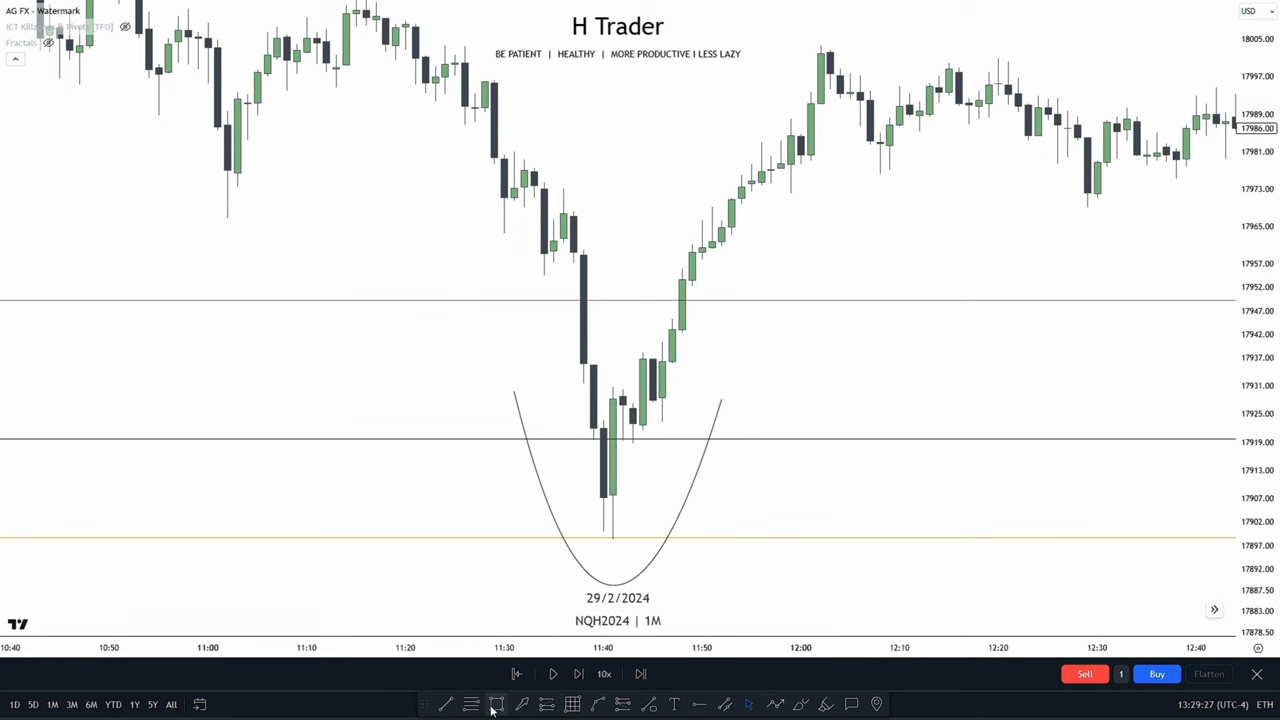 AG FX - Watermark
ICT Killzones & Pivots [TFO]
Fractals
H Trader
BE PATIENT | HEALTHY | MORE PRODUCTIVE I LESS LAZY
USD
18005.00
17997.00
17989.00
17986.00
17981.00
17973.00
17965.00
17957.00
17952.00
17947.00
17942.00
17937.00
17931.00
17925.00
17919.00
17913.00
17907.00
17902.00
17897.00
17892.00
17887.50
17883.00
17878.50
29/2/2024
NQH2024 | 1M
10:40 10:50 11:00 11:10 11:20 11:30 11:40 11:50 12:00 12:10 12:20 12:30 12:40
10x
Sell 1 Buy Flatten
1D 5D 1M 3M 6M YTD 1Y 5Y All
13:29:27 (UTC-4) ETH